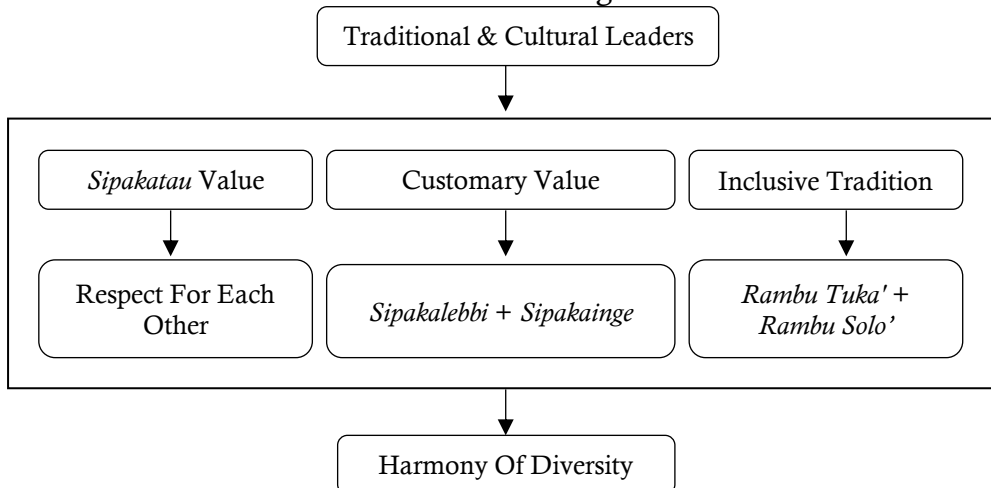 Traditional & Cultural Leaders
Sipakatau Value
Customary Value
Inclusive Tradition
Respect For Each
Other
Sipakalebbi + Sipakainge
Rambu Tuka' +
Rambu Solo’
Harmony Of Diversity